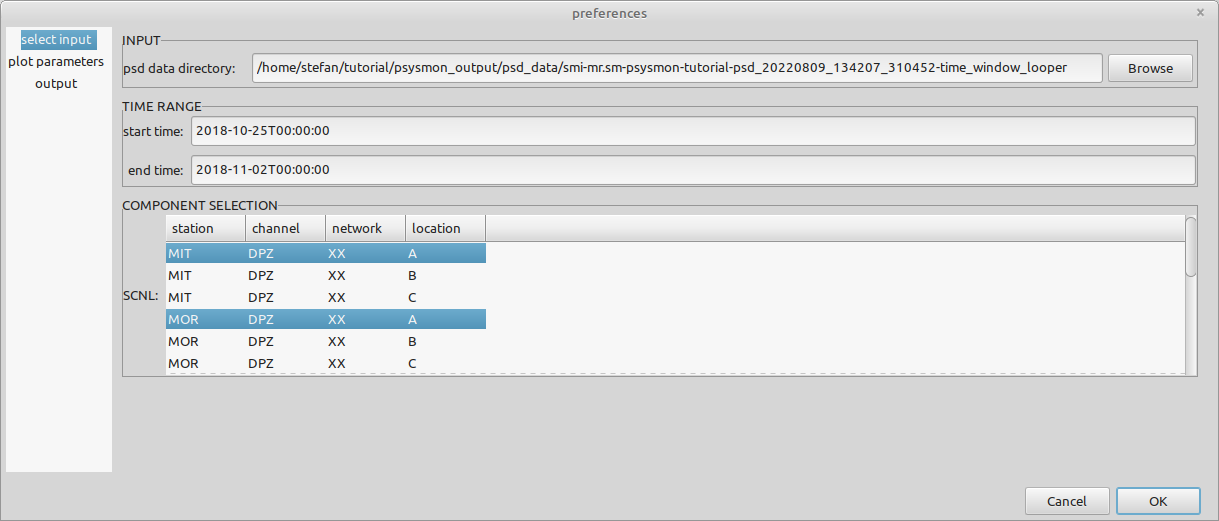 preferences
select input
plot parameters
output
INPUT
psd data directory: /home/stefan/tutorial/psysmon_output/psd_data/smi-mr.sm-psysmon-tutorial-psd_20220809_134207_310452-time_window_looper Browse
TIME RANGE
start time: 2018-10-25T00:00:00
end time: 2018-11-02T00:00:00
COMPONENT SELECTION
SCNL:
station channel network location
MIT DPZ XX A
MIT DPZ XX B
MIT DPZ XX C
MOR DPZ XX A
MOR DPZ XX B
MOR DPZ XX C
Cancel OK